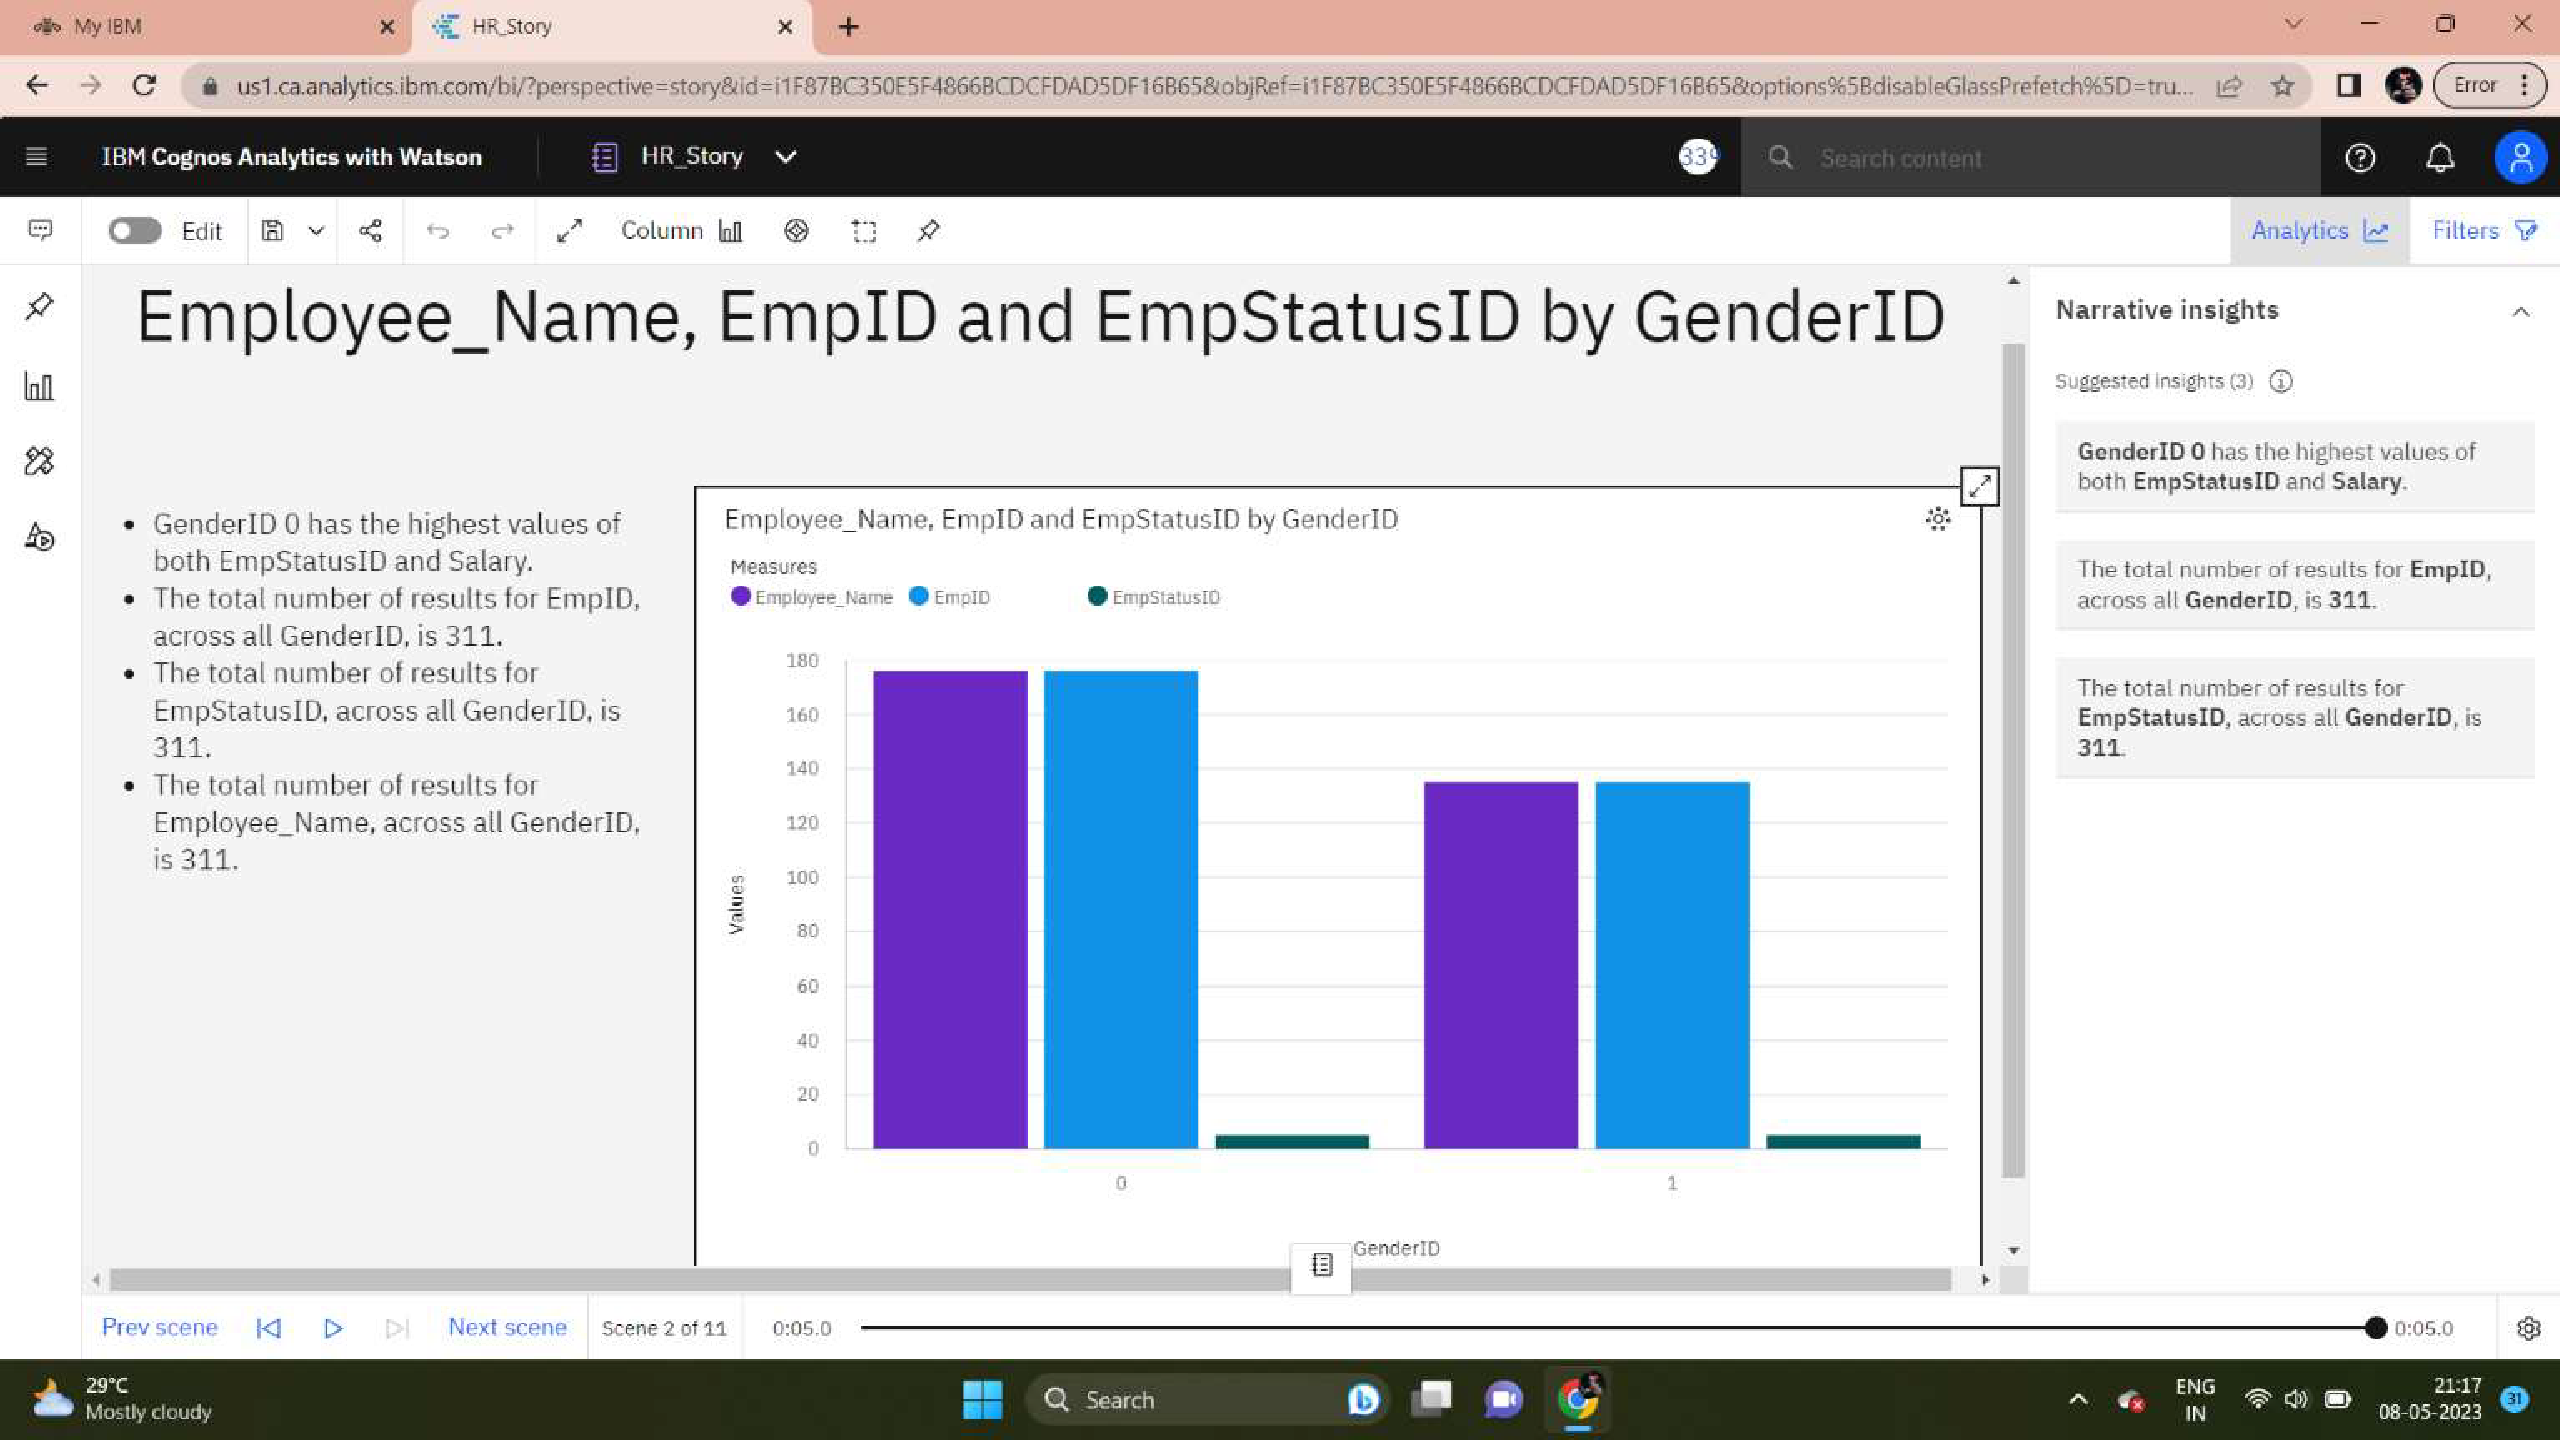 My IBM
HR_Story
us1.ca.analytics.ibm.com/bi/?perspective=story&id=i1F87BC350E5F4866BCDCFDAD5DF16B65&objRef=i1F87BC350E5F4866BCDCFDAD5DF16B65&options%5BdisableGlassPrefetch%5D=tru...
Error
IBM Cognos Analytics with Watson
HR_Story
Search content
Edit
Column
Analytics
Filters
Employee_Name, EmpID and EmpStatusID by GenderID
• GenderID 0 has the highest values of
both EmpStatusID and Salary.
• The total number of results for EmpID,
across all GenderID, is 311.
• The total number of results for
EmpStatusID, across all GenderID, is
311.
• The total number of results for
Employee_Name, across all GenderID,
is 311.
Employee_Name, EmpID and EmpStatusID by GenderID
Measures
Employee_Name EmpID EmpStatusID
180
160
140
120
100
80
60
40
20
0
Values
0 1
GenderID
Narrative insights
Suggested insights (3)
GenderID 0 has the highest values of
both EmpStatusID and Salary.
The total number of results for EmpID,
across all GenderID, is 311.
The total number of results for
EmpStatusID, across all GenderID, is
311.
Prev scene
Next scene
Scene 2 of 11
0:05.0
0:05.0
29°C
Mostly cloudy
Search
ENG
IN
21:17
08-05-2023
31